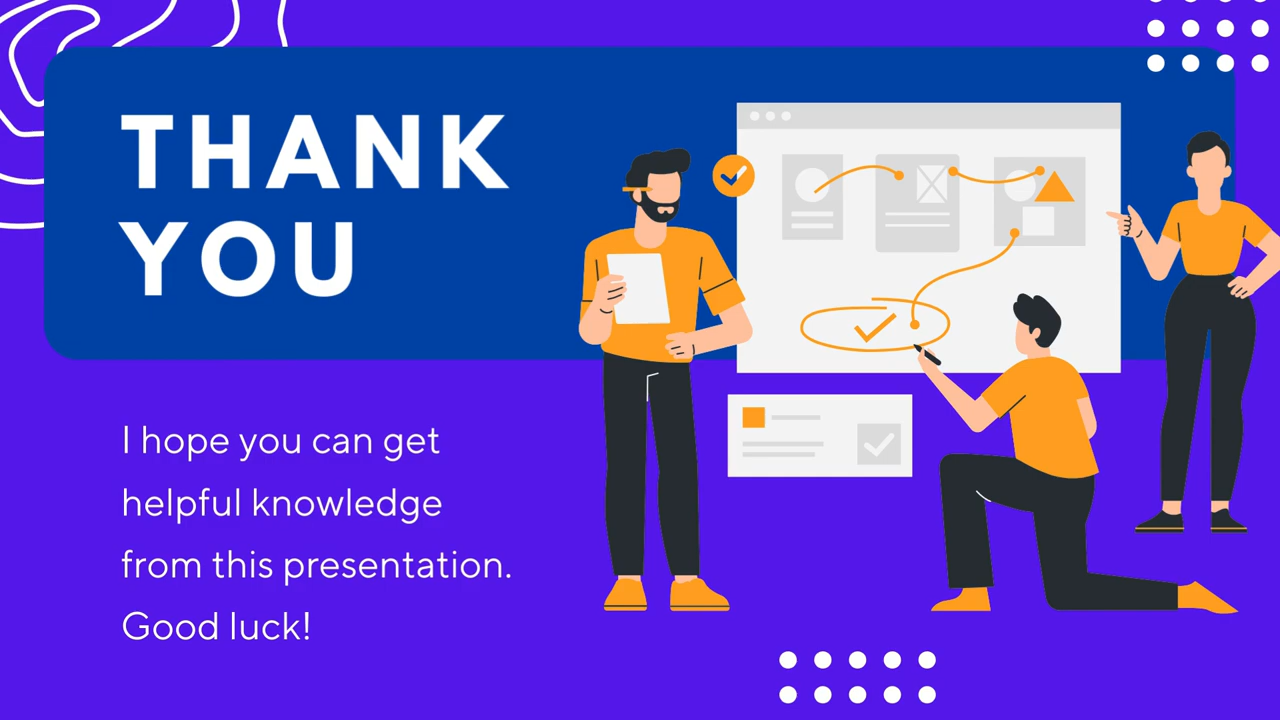 THANK
YOU
I hope you can get
helpful knowledge
from this presentation.
Good luck!